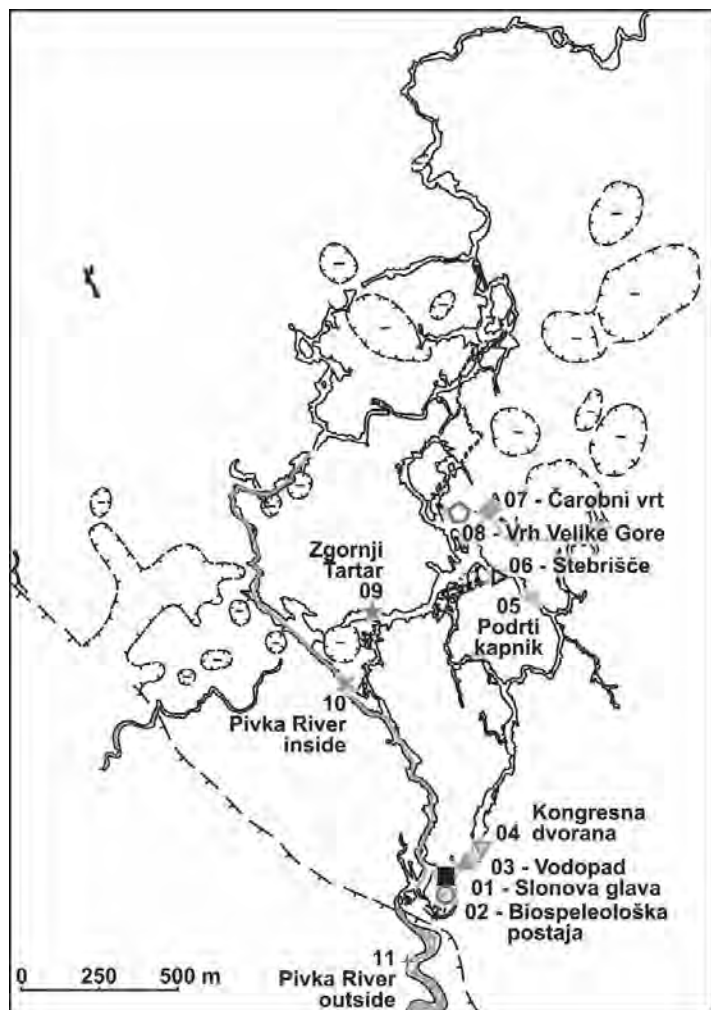 07 - Čarobni vrt
08 - Vrh Velike Gore
Zgornji
Tartar
09
06 - Stebrišče
05
Podrti
kapnik
10
Pivka River
inside
Kongresna
dvorana
04
03 - Vodopad
01 - Slonova glava
02 - Biospeleološka
postaja
11
Pivka River
outside
0 250 500 m